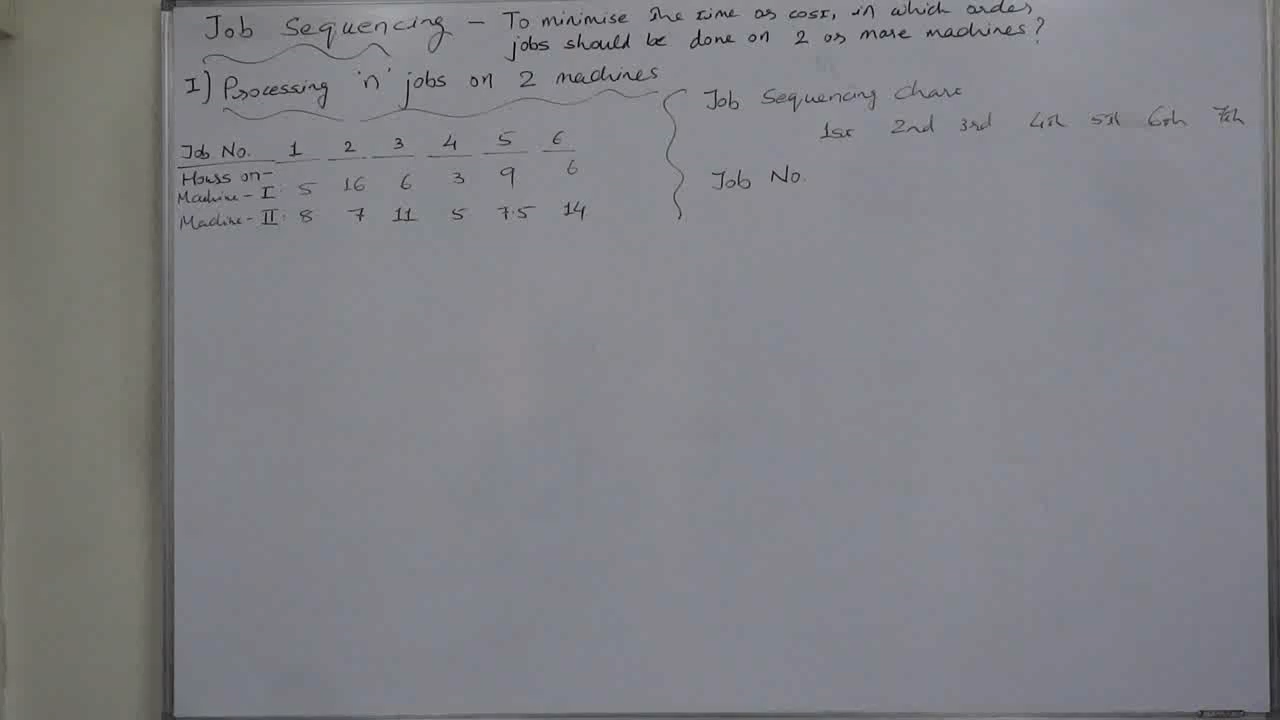 Job Sequencing – To minimise the time or cost, in which order
jobs should be done on 2 or more machines?
I) Processing 'n' jobs on 2 machines
Job No. 1 2 3 4 5 6
Hours on-
Machine-I: 5 16 6 3 9 6
Machine-II: 8 7 11 5 7.5 14
Job Sequencing Chart
1st 2nd 3rd 4th 5th 6th 7th
Job No.